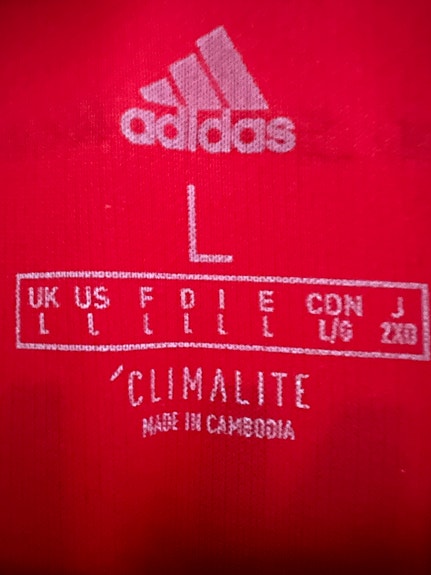 adidas
L
UK US F D I E CDN J
L L L L L L L/G 2XO
CLIMALITE
MADE IN CAMBODIA